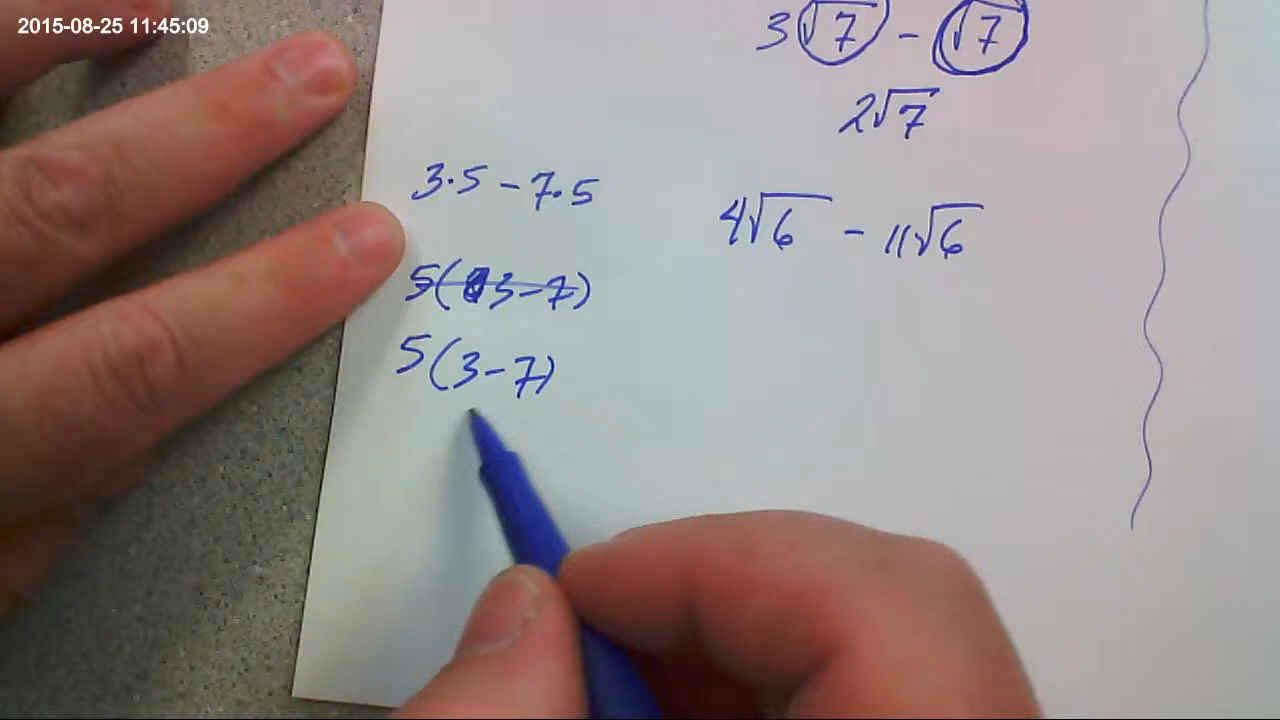 2015-08-25 11:45:09
3√7 - √7
2√7
3·5 - 7·5
4√6 - 11√6
5(3-7)
5(3-7)